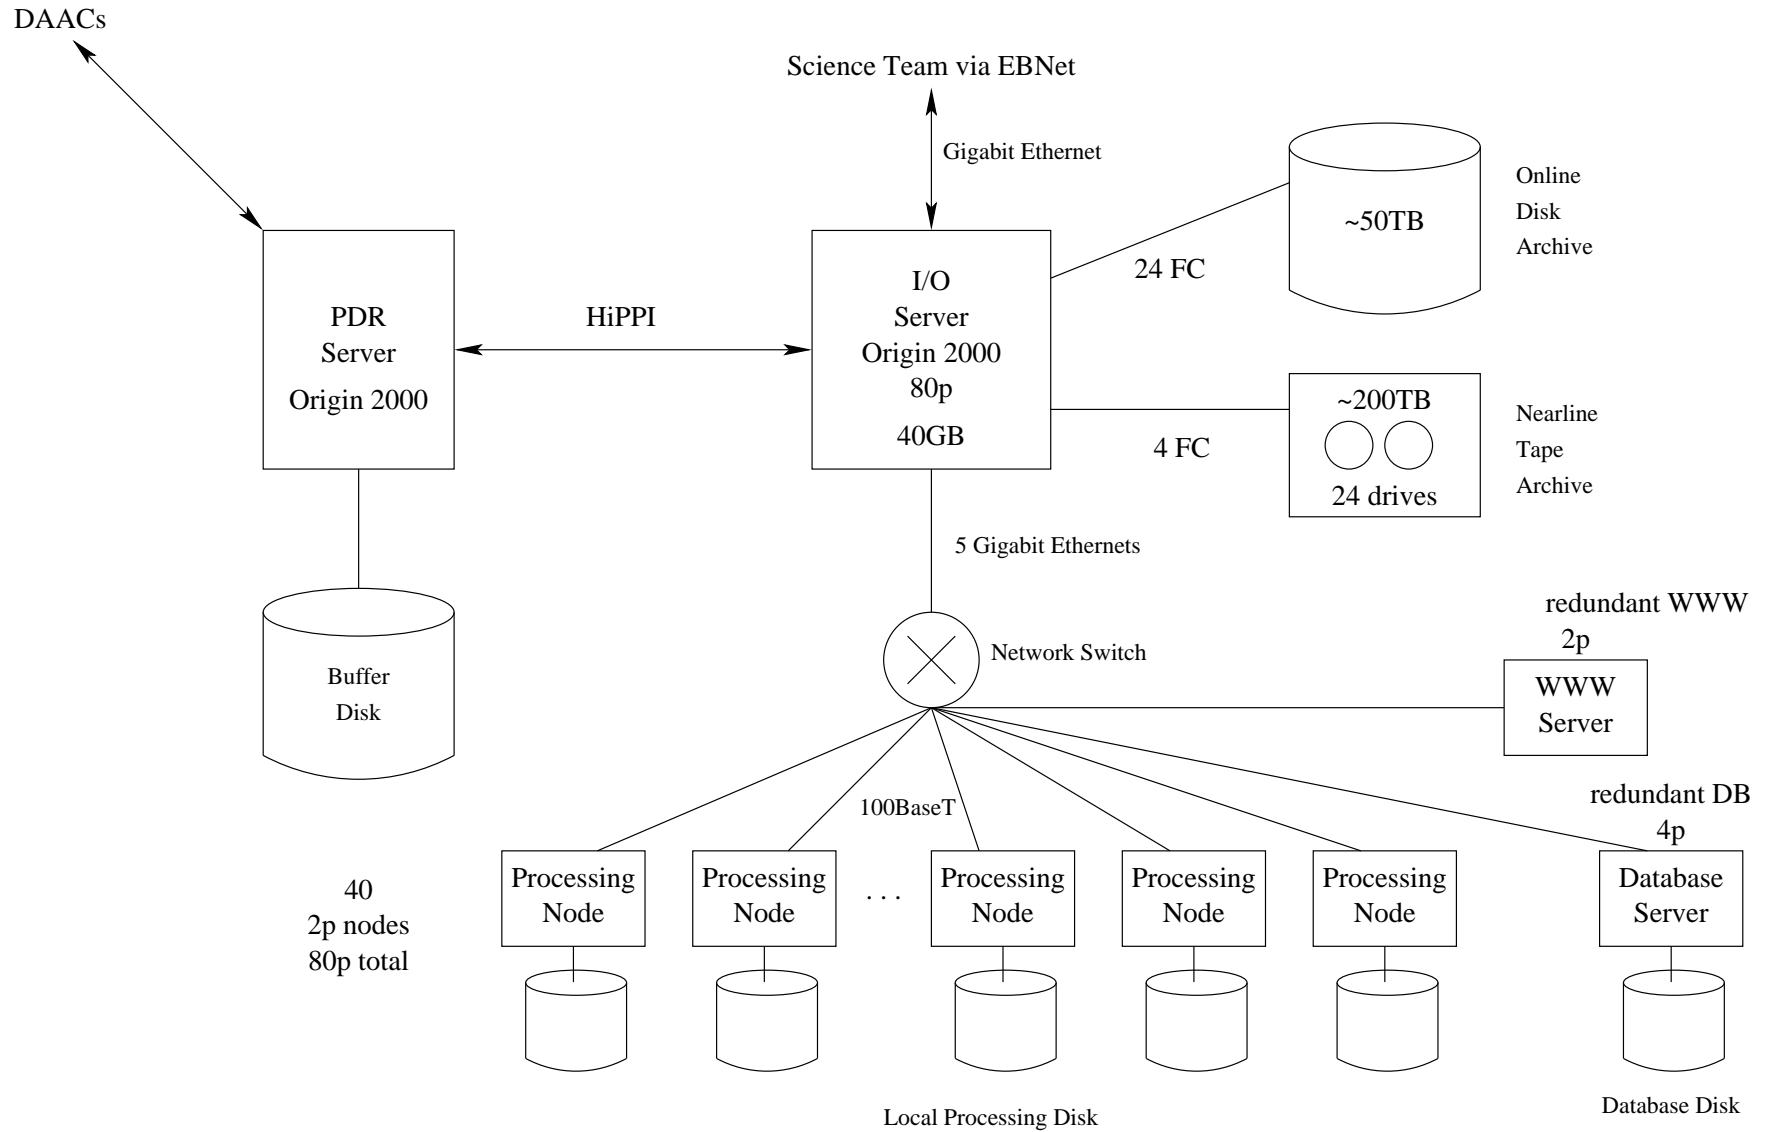 DAACs
Science Team via EBNet
Gigabit Ethernet
Online
Disk
Archive
~50TB
24 FC
PDR
Server
Origin 2000
HiPPI
I/O
Server
Origin 2000
80p
40GB
~200TB
24 drives
4 FC
Nearline
Tape
Archive
5 Gigabit Ethernets
Buffer
Disk
Network Switch
redundant WWW
2p
WWW
Server
100BaseT
redundant DB
4p
40
2p nodes
80p total
Processing
Node
Processing
Node
. . .
Processing
Node
Processing
Node
Processing
Node
Database
Server
Local Processing Disk
Database Disk